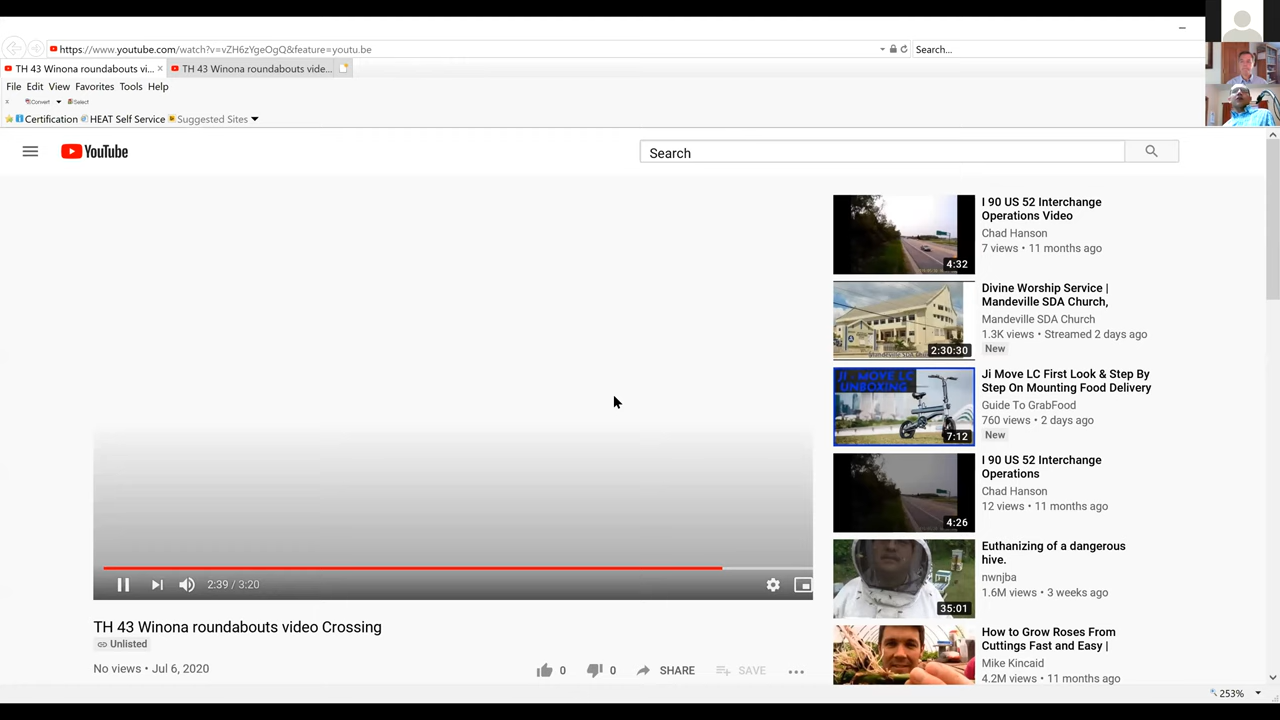 https://www.youtube.com/watch?v=vZH6zYgeOgQ&feature=youtu.be
Search...
TH 43 Winona roundabouts vi... ×
TH 43 Winona roundabouts vide...
File Edit View Favorites Tools Help
x Convert Select
Certification HEAT Self Service Suggested Sites
YouTube
Search
I 90 US 52 Interchange
Operations Video
Chad Hanson
7 views • 11 months ago
4:32
Divine Worship Service |
Mandeville SDA Church,
Mandeville SDA Church
1.3K views • Streamed 2 days ago
New
2:30:30
JI - MOVE LC
UNBOXING
7:12
Ji Move LC First Look & Step By
Step On Mounting Food Delivery
Guide To GrabFood
760 views • 2 days ago
New
I 90 US 52 Interchange
Operations
Chad Hanson
12 views • 11 months ago
4:26
Euthanizing of a dangerous
hive.
nwnjba
1.6M views • 3 weeks ago
35:01
How to Grow Roses From
Cuttings Fast and Easy |
Mike Kincaid
4.2M views • 11 months ago
2:39 / 3:20
TH 43 Winona roundabouts video Crossing
Unlisted
No views • Jul 6, 2020
0 0 SHARE SAVE
253%